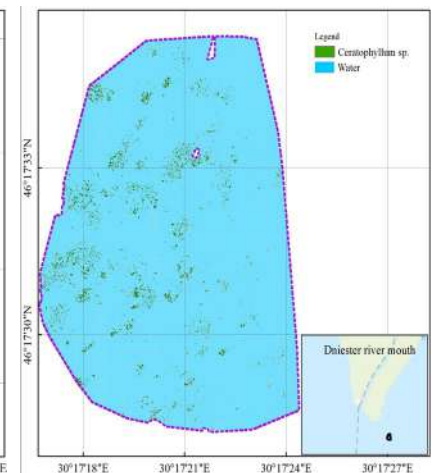 Legend
Ceratophyllum sp.
Water
46°17'33"N
46°17'30"N
Dniester river mouth
E
30°17'18"E
30°17'21"E
30°17'24"E
30°17'27"E